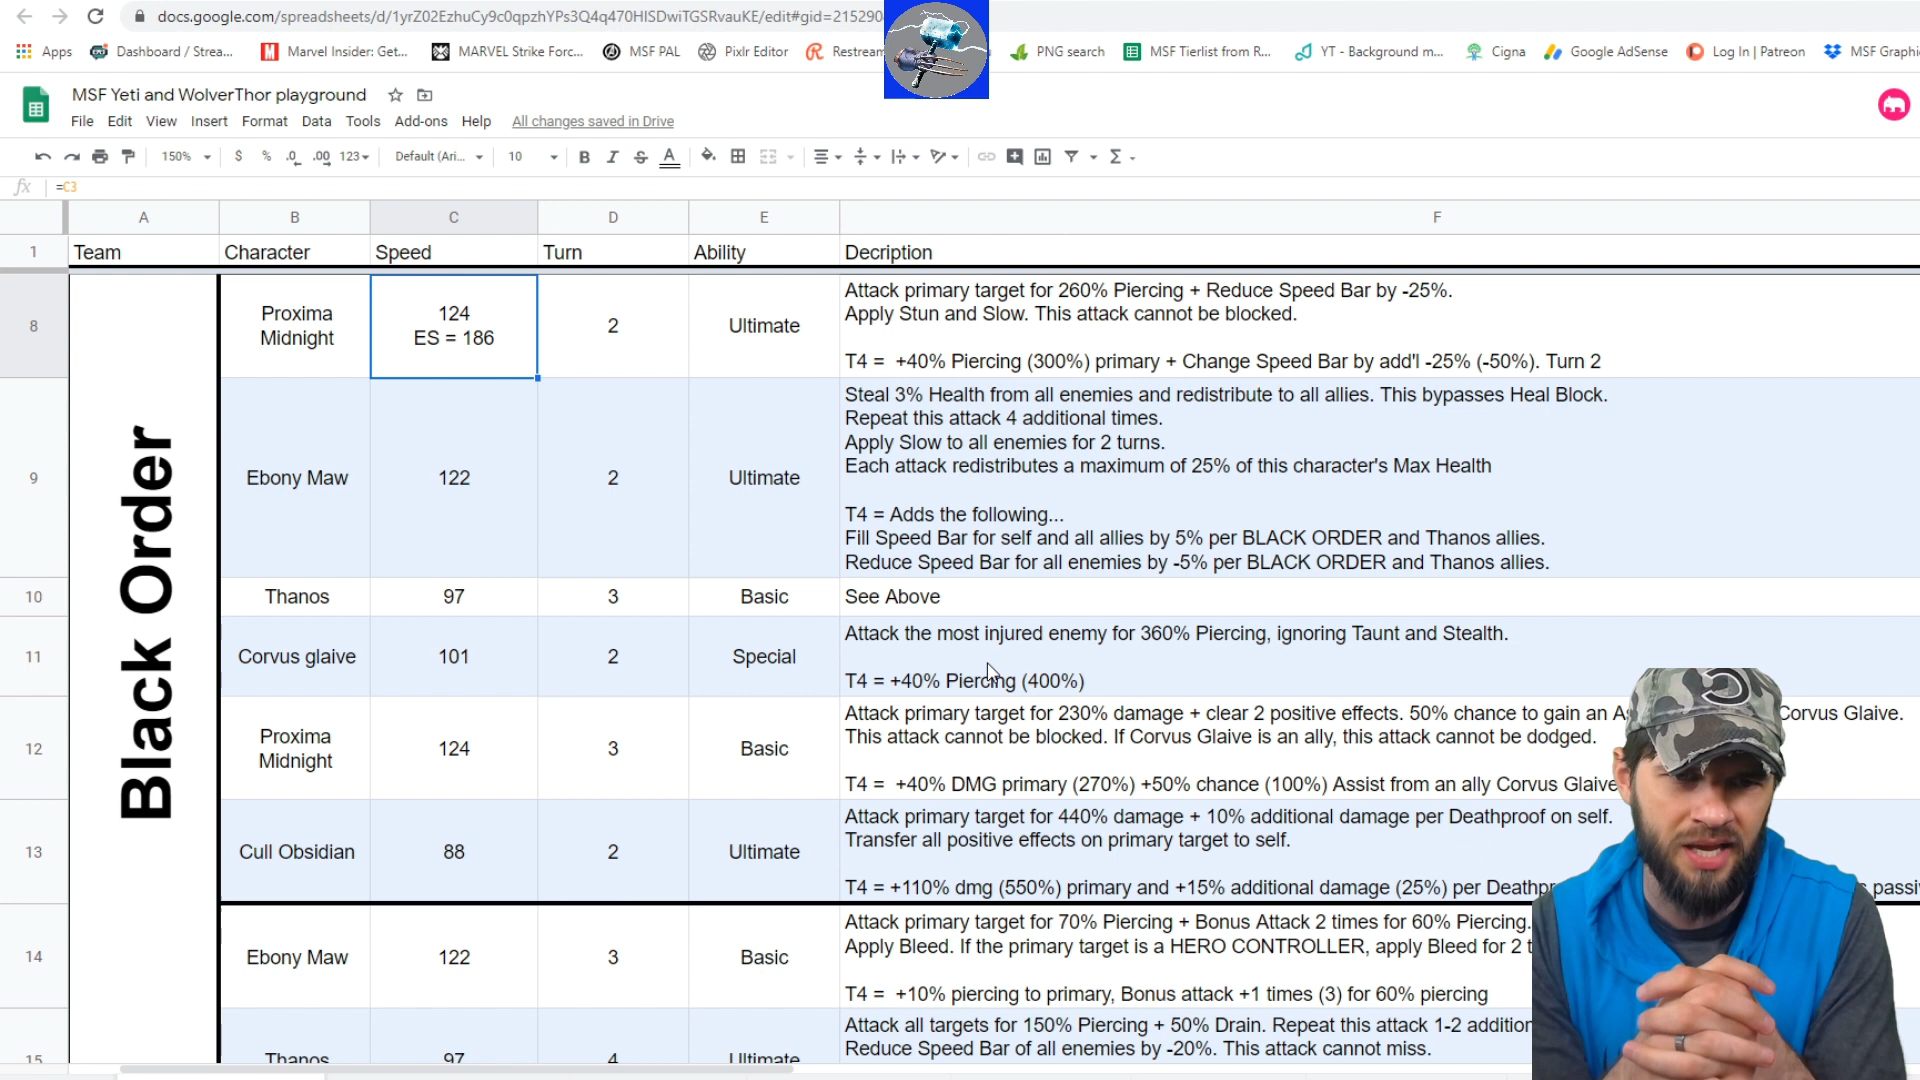 docs.google.com/spreadsheets/d/1yrZ02EzhuCy9c0qpzhYPs3Q4q470HlSDwiTGSRvauKE/edit#gid=215290
Apps Dashboard / Strea... Marvel Insider: Get... MARVEL Strike Forc... MSF PAL Pixlr Editor Restream PNG search MSF Tierlist from R... YT - Background m... Cigna Google AdSense Log In | Patreon MSF Graphi
MSF Yeti and WolverThor playground
File Edit View Insert Format Data Tools Add-ons Help All changes saved in Drive
150% $ % .0 .00 123 Default (Ari... 10 B I S A
fx =C3
A B C D E F
1 Team Character Speed Turn Ability Decription
Black Order
8 Proxima Midnight 124 ES = 186 2 Ultimate
Attack primary target for 260% Piercing + Reduce Speed Bar by -25%.
Apply Stun and Slow. This attack cannot be blocked.
T4 = +40% Piercing (300%) primary + Change Speed Bar by add'l -25% (-50%). Turn 2
9 Ebony Maw 122 2 Ultimate
Steal 3% Health from all enemies and redistribute to all allies. This bypasses Heal Block.
Repeat this attack 4 additional times.
Apply Slow to all enemies for 2 turns.
Each attack redistributes a maximum of 25% of this character's Max Health
T4 = Adds the following...
Fill Speed Bar for self and all allies by 5% per BLACK ORDER and Thanos allies.
Reduce Speed Bar for all enemies by -5% per BLACK ORDER and Thanos allies.
10 Thanos 97 3 Basic See Above
11 Corvus glaive 101 2 Special
Attack the most injured enemy for 360% Piercing, ignoring Taunt and Stealth.
T4 = +40% Piercing (400%)
12 Proxima Midnight 124 3 Basic
Attack primary target for 230% damage + clear 2 positive effects. 50% chance to gain an Corvus Glaive.
This attack cannot be blocked. If Corvus Glaive is an ally, this attack cannot be dodged.
T4 = +40% DMG primary (270%) +50% chance (100%) Assist from an ally Corvus Glaive
13 Cull Obsidian 88 2 Ultimate
Attack primary target for 440% damage + 10% additional damage per Deathproof on self.
Transfer all positive effects on primary target to self.
T4 = +110% dmg (550%) primary and +15% additional damage (25%) per Deathpr passi
14 Ebony Maw 122 3 Basic
Attack primary target for 70% Piercing + Bonus Attack 2 times for 60% Piercing.
Apply Bleed. If the primary target is a HERO CONTROLLER, apply Bleed for 2 t
T4 = +10% piercing to primary, Bonus attack +1 times (3) for 60% piercing
15 Thanos 97 4 Ultimate
Attack all targets for 150% Piercing + 50% Drain. Repeat this attack 1-2 addition
Reduce Speed Bar of all enemies by -20%. This attack cannot miss.